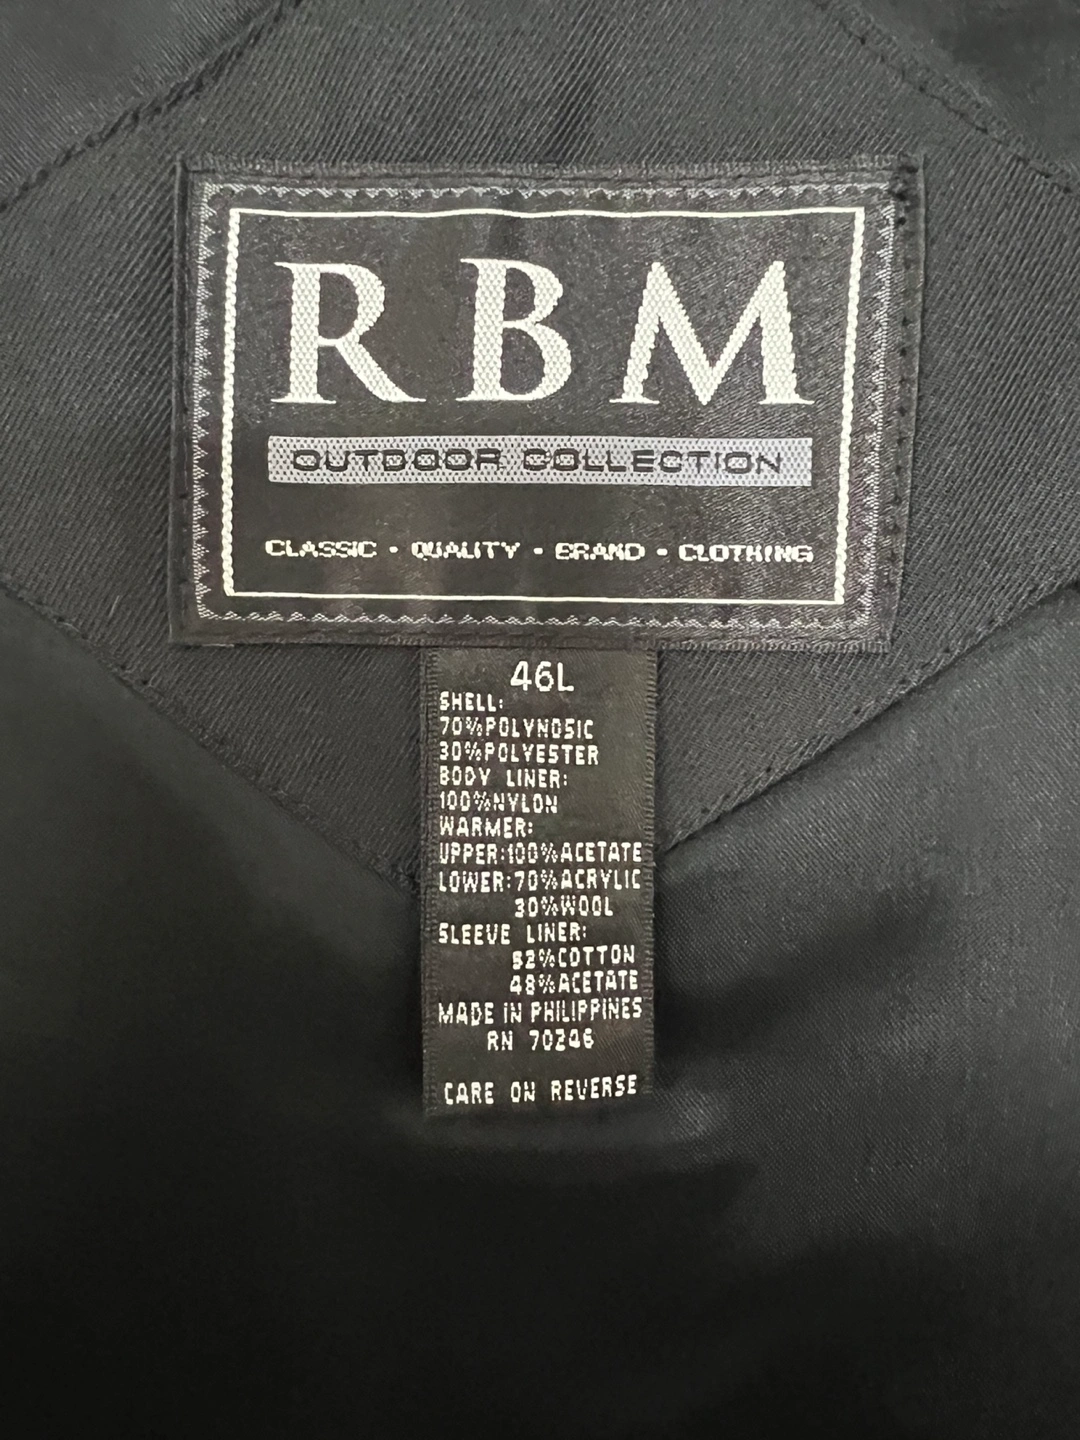 RBM
OUTDOOR COLLECTION
CLASSIC · QUALITY · BRAND · CLOTHING
46L
SHELL:
70%POLYNOSIC
30%POLYESTER
BODY LINER:
100%NYLON
WARMER:
UPPER:100%ACETATE
LOWER:70%ACRYLIC
30%WOOL
SLEEVE LINER:
52%COTTON
48%ACETATE
MADE IN PHILIPPINES
RN 70246
CARE ON REVERSE